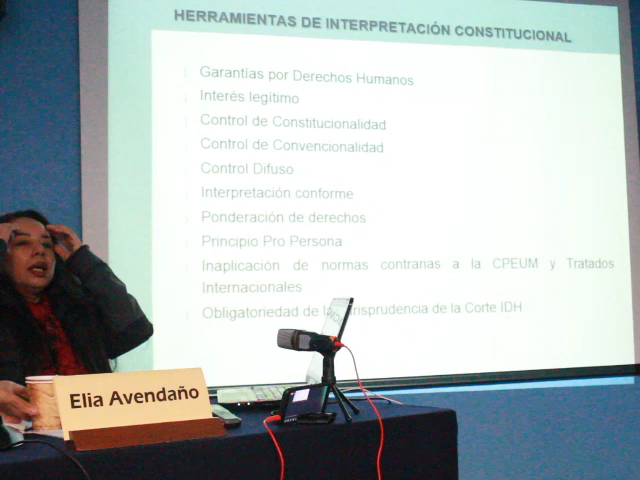 HERRAMIENTAS DE INTERPRETACIÓN CONSTITUCIONAL
Garantías por Derechos Humanos
Interés legítimo
Control de Constitucionalidad
Control de Convencionalidad
Control Difuso
Interpretación conforme
Ponderación de derechos
Principio Pro Persona
Inaplicación de normas contrarias a la CPEUM y Tratados
Internacionales
Obligatoriedad de de la Corte IDH
Elia Avendaño